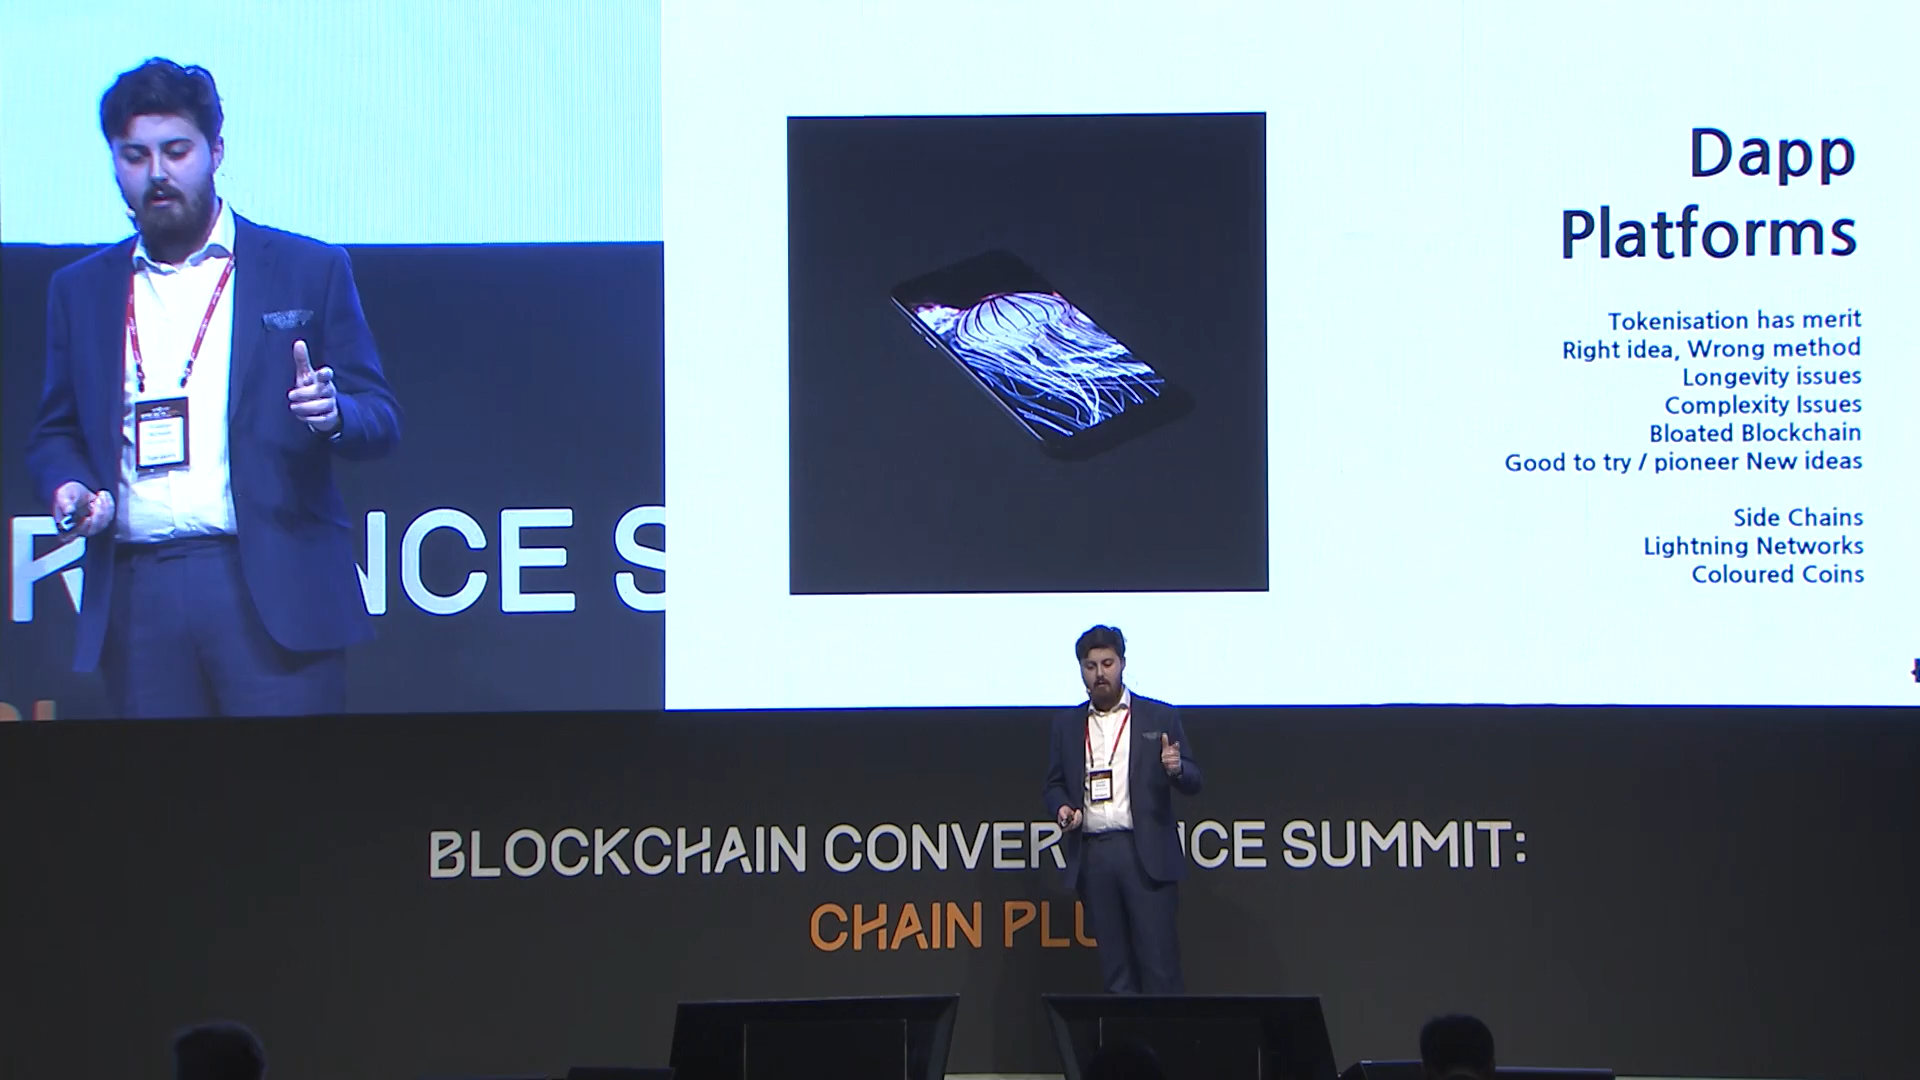 Dapp
Platforms
Tokenisation has merit
Right idea, Wrong method
Longevity issues
Complexity Issues
Bloated Blockchain
Good to try / pioneer New ideas
Side Chains
Lightning Networks
Coloured Coins
NCE S
BLOCKCHAIN CONVER CE SUMMIT:
CHAIN PLU